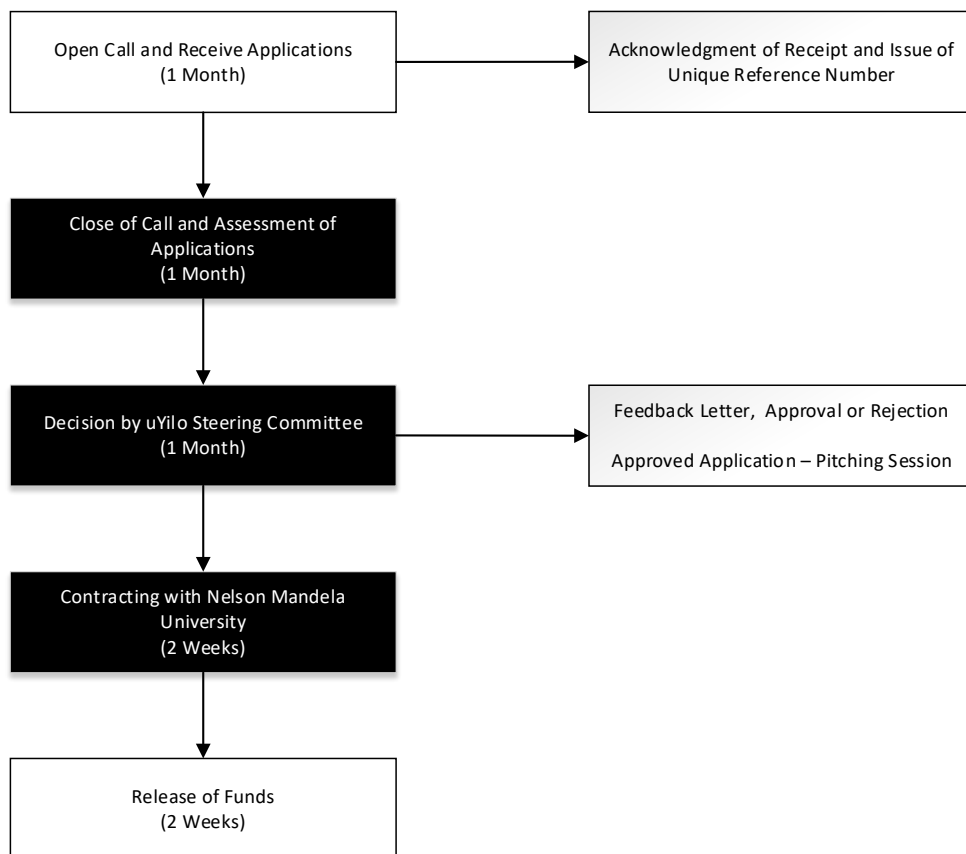 Open Call and Receive Applications
(1 Month)
Acknowledgment of Receipt and Issue of
Unique Reference Number
Close of Call and Assessment of
Applications
(1 Month)
Decision by uYilo Steering Committee
(1 Month)
Feedback Letter, Approval or Rejection
Approved Application – Pitching Session
Contracting with Nelson Mandela
University
(2 Weeks)
Release of Funds
(2 Weeks)